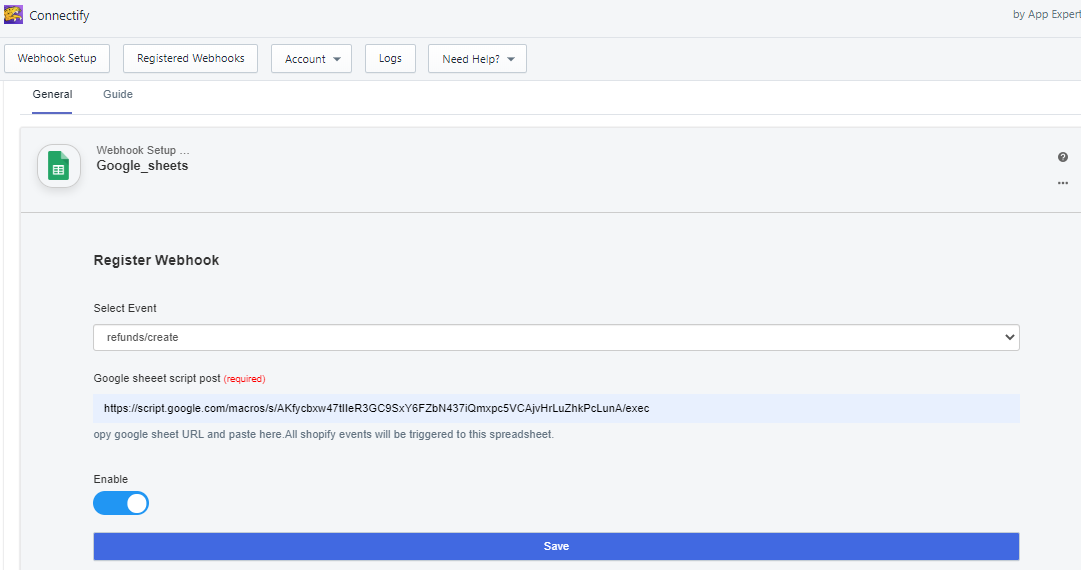 Connectify
by App Expert
Webhook Setup
Registered Webhooks
Account
Logs
Need Help?
General
Guide
Webhook Setup ...
Google_sheets
Register Webhook
Select Event
refunds/create
Google sheeet script post (required)
https://script.google.com/macros/s/AKfycbxw47tIIeR3GC9SxY6FZbN437iQmxpc5VCAjvHrLuZhkPcLunA/exec
opy google sheet URL and paste here.All shopify events will be triggered to this spreadsheet.
Enable
Save